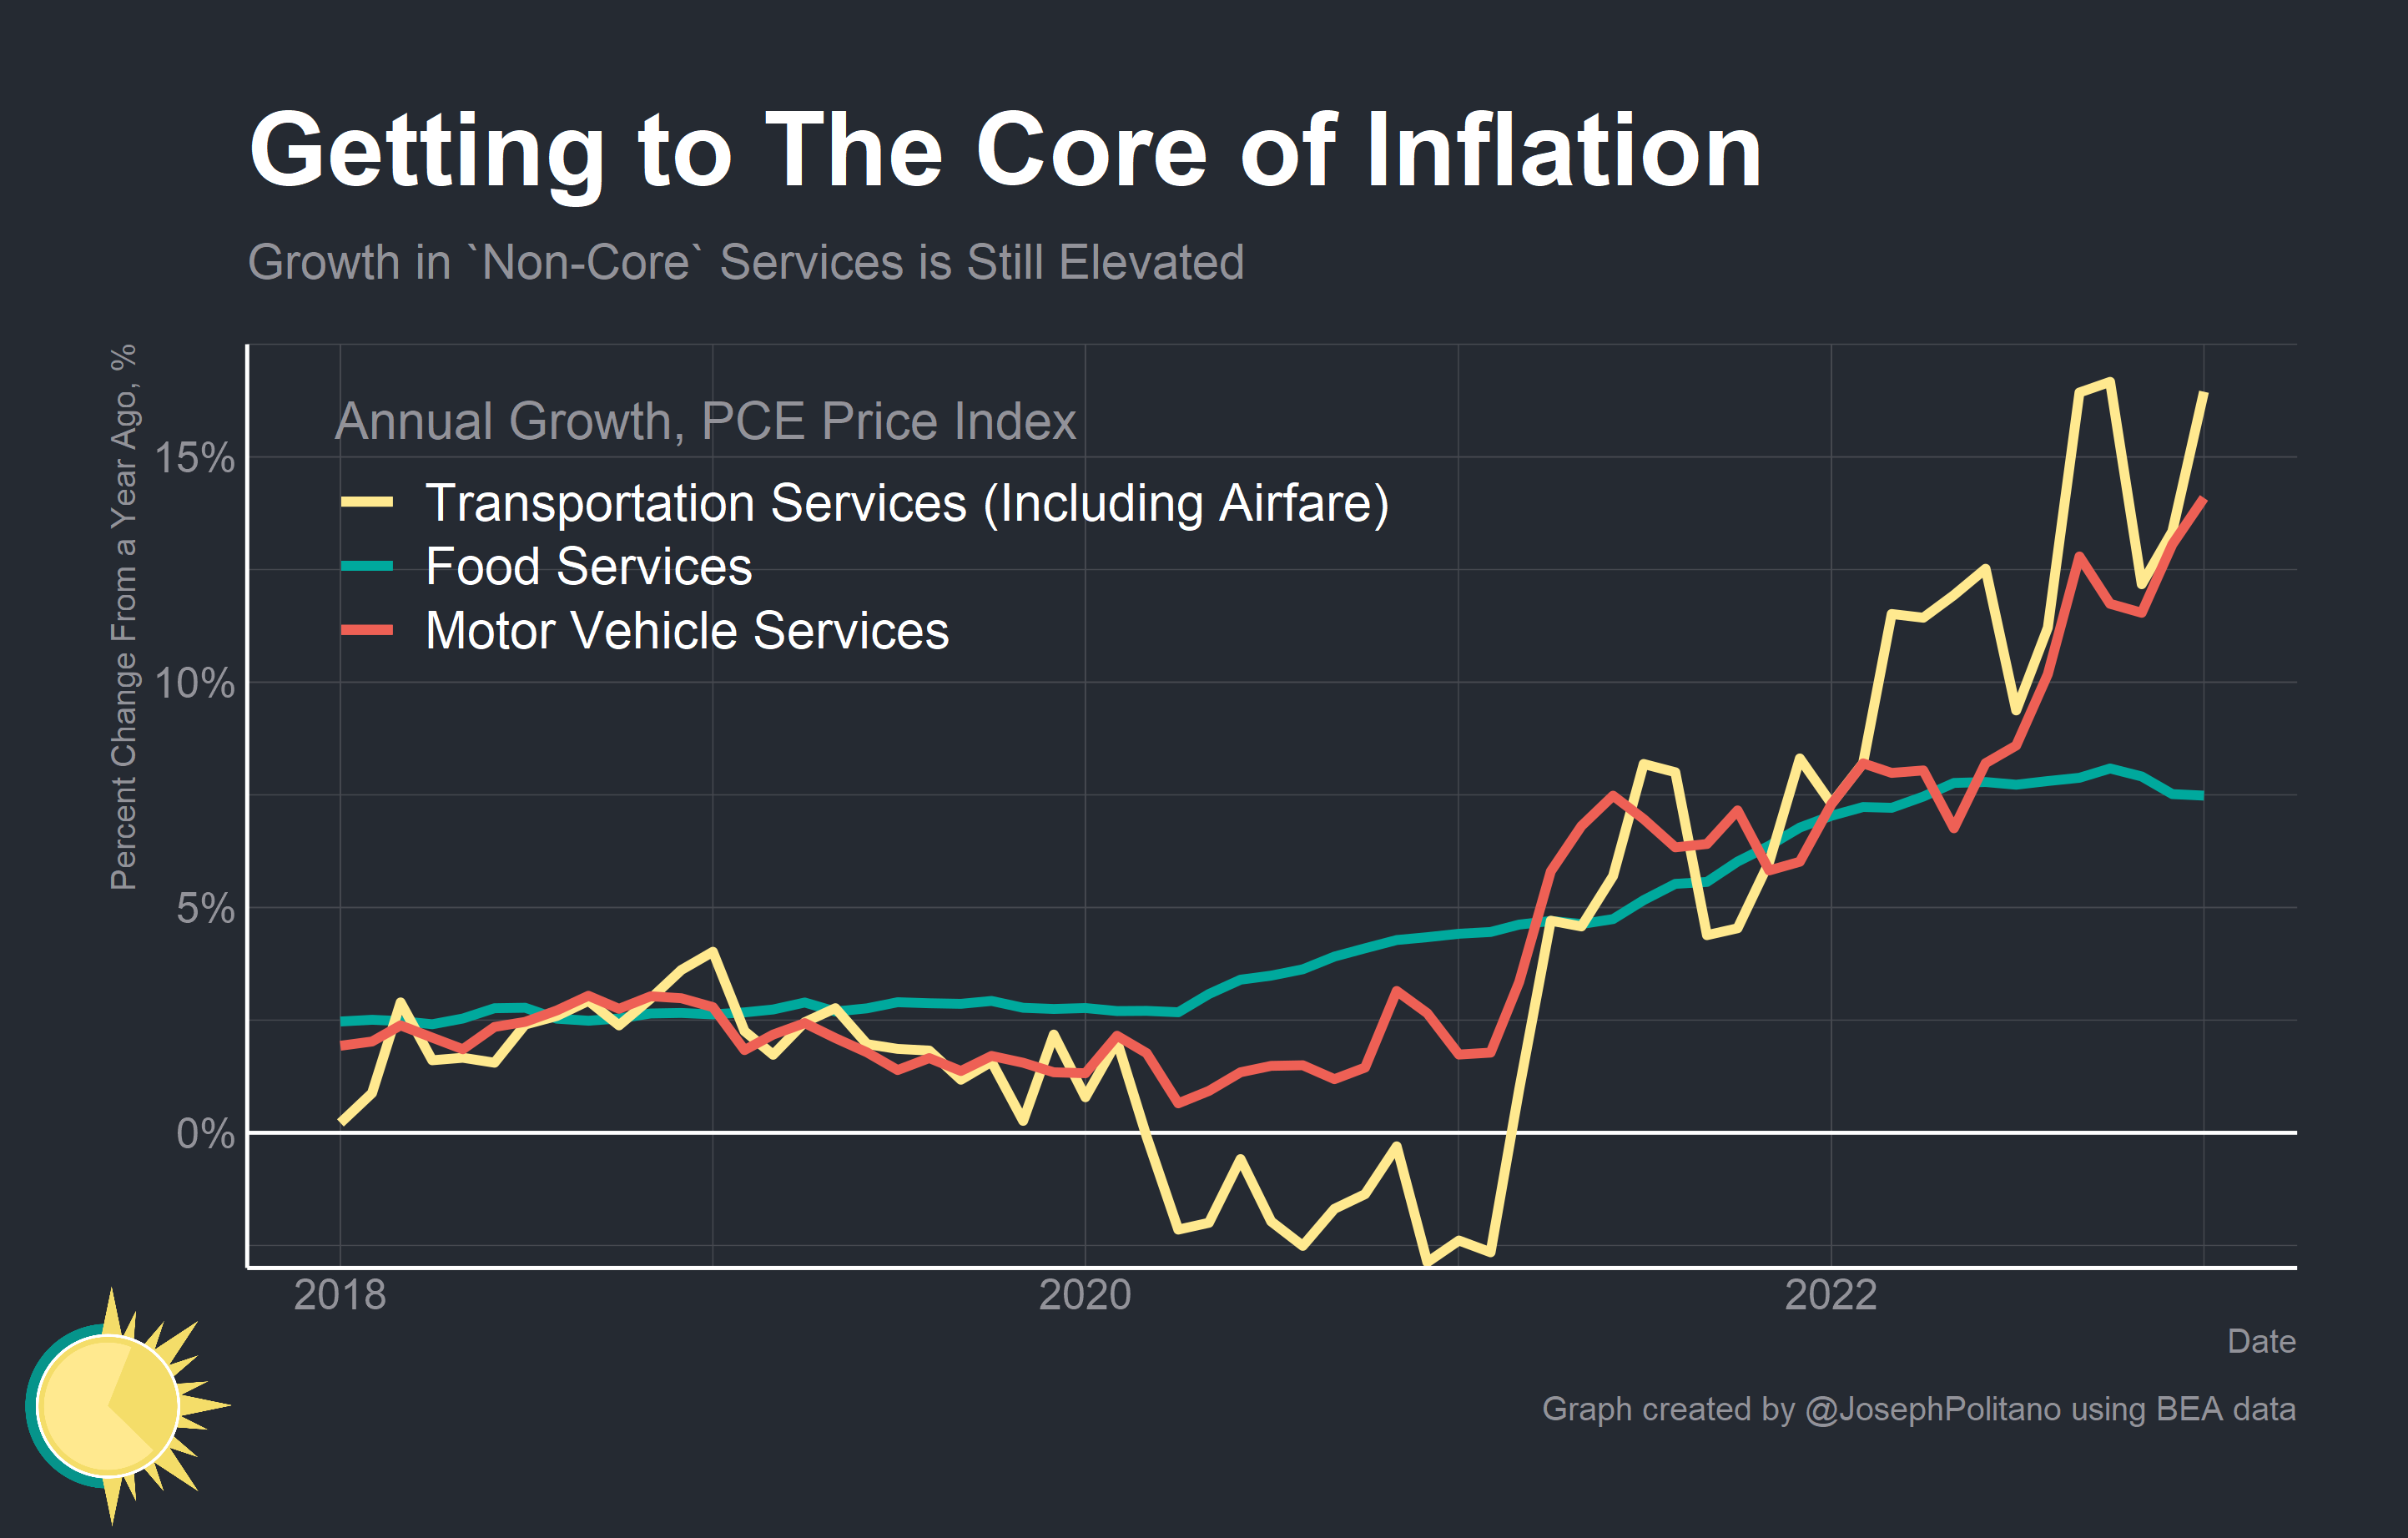 Getting to The Core of Inflation
Growth in `Non-Core` Services is Still Elevated
Percent Change From a Year Ago, %
Annual Growth, PCE Price Index
Transportation Services (Including Airfare)
Food Services
Motor Vehicle Services
15%
10%
5%
0%
2018
2020
2022
Date
Graph created by @JosephPolitano using BEA data